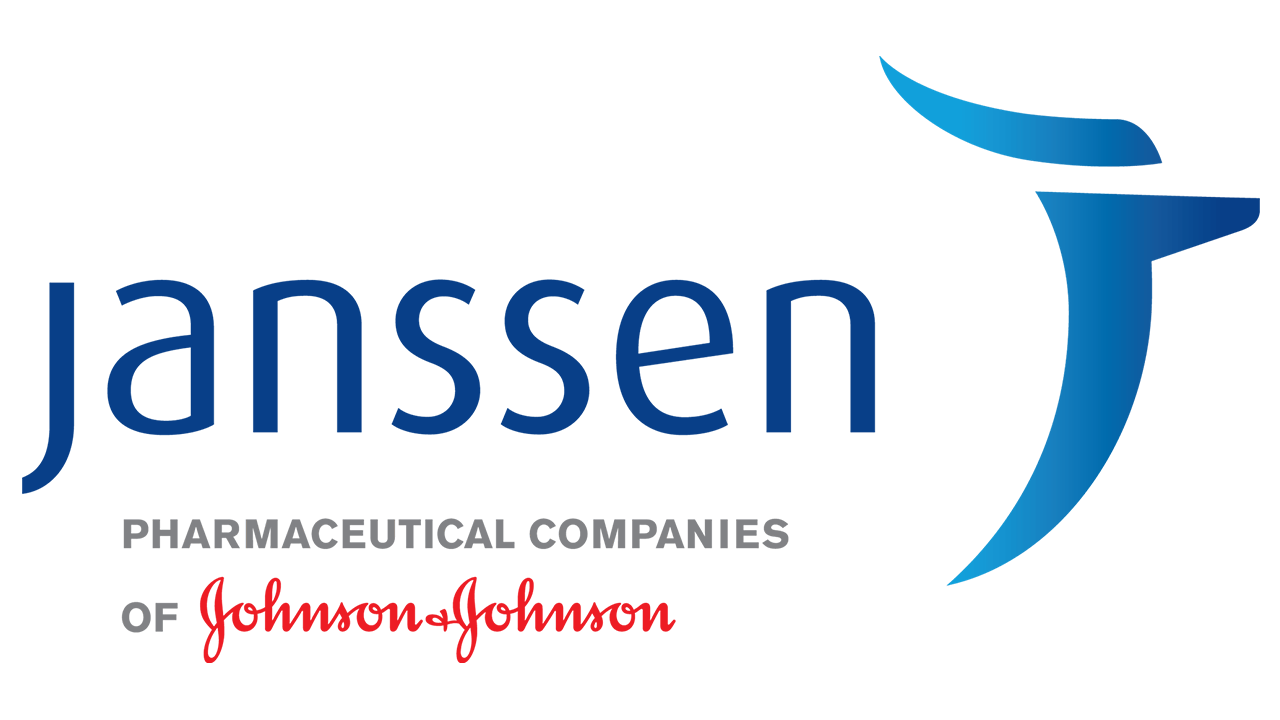 Janssen
PHARMACEUTICAL COMPANIES
OF Johnson & Johnson